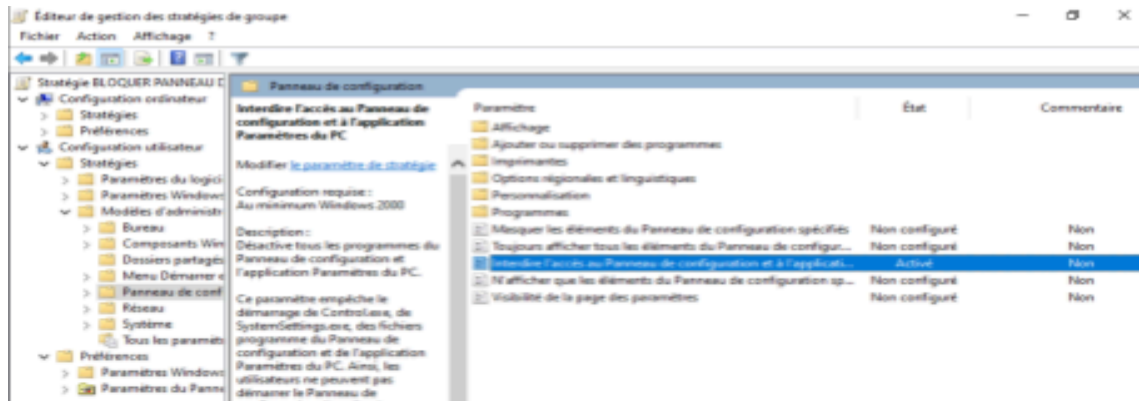 Éditeur de gestion des stratégies de groupe
Fichier Action Affichage ?
Stratégie BLOQUER PANNEAU D
Configuration ordinateur
Stratégies
Préférences
Configuration utilisateur
Stratégies
Paramètres du logici
Paramètres Windows
Modèles d'administr
Bureau
Composants Win
Dossiers partagés
Menu Démarrer e
Panneau de conf
Réseau
Système
Tous les paramèt
Préférences
Paramètres Windows
Paramètres du Panne
Panneau de configuration
Interdire l'accès au Panneau de
configuration et à l'application
Paramètres du PC
Modifier le paramètre de stratégie
Configuration requise :
Au minimum Windows 2000
Description :
Désactive tous les programmes du
Panneau de configuration et
l'application Paramètres du PC.
Ce paramètre empêche le
démarrage de Control.exe, de
SystemSettings.exe, des fichiers
programme du Panneau de
configuration et de l'application
Paramètres du PC. Ainsi, les
utilisateurs ne peuvent pas
démarrer le Panneau de
Paramètre État Commentaire
Affichage
Ajouter ou supprimer des programmes
Imprimantes
Options régionales et linguistiques
Personnalisation
Programmes
Masquer les éléments du Panneau de configuration spécifiés Non configuré Non
Toujours afficher tous les éléments du Panneau de configur... Non configuré Non
Interdire l'accès au Panneau de configuration et à l'applicati... Activé Non
N'afficher que les éléments du Panneau de configuration sp... Non configuré Non
Visibilité de la page des paramètres Non configuré Non